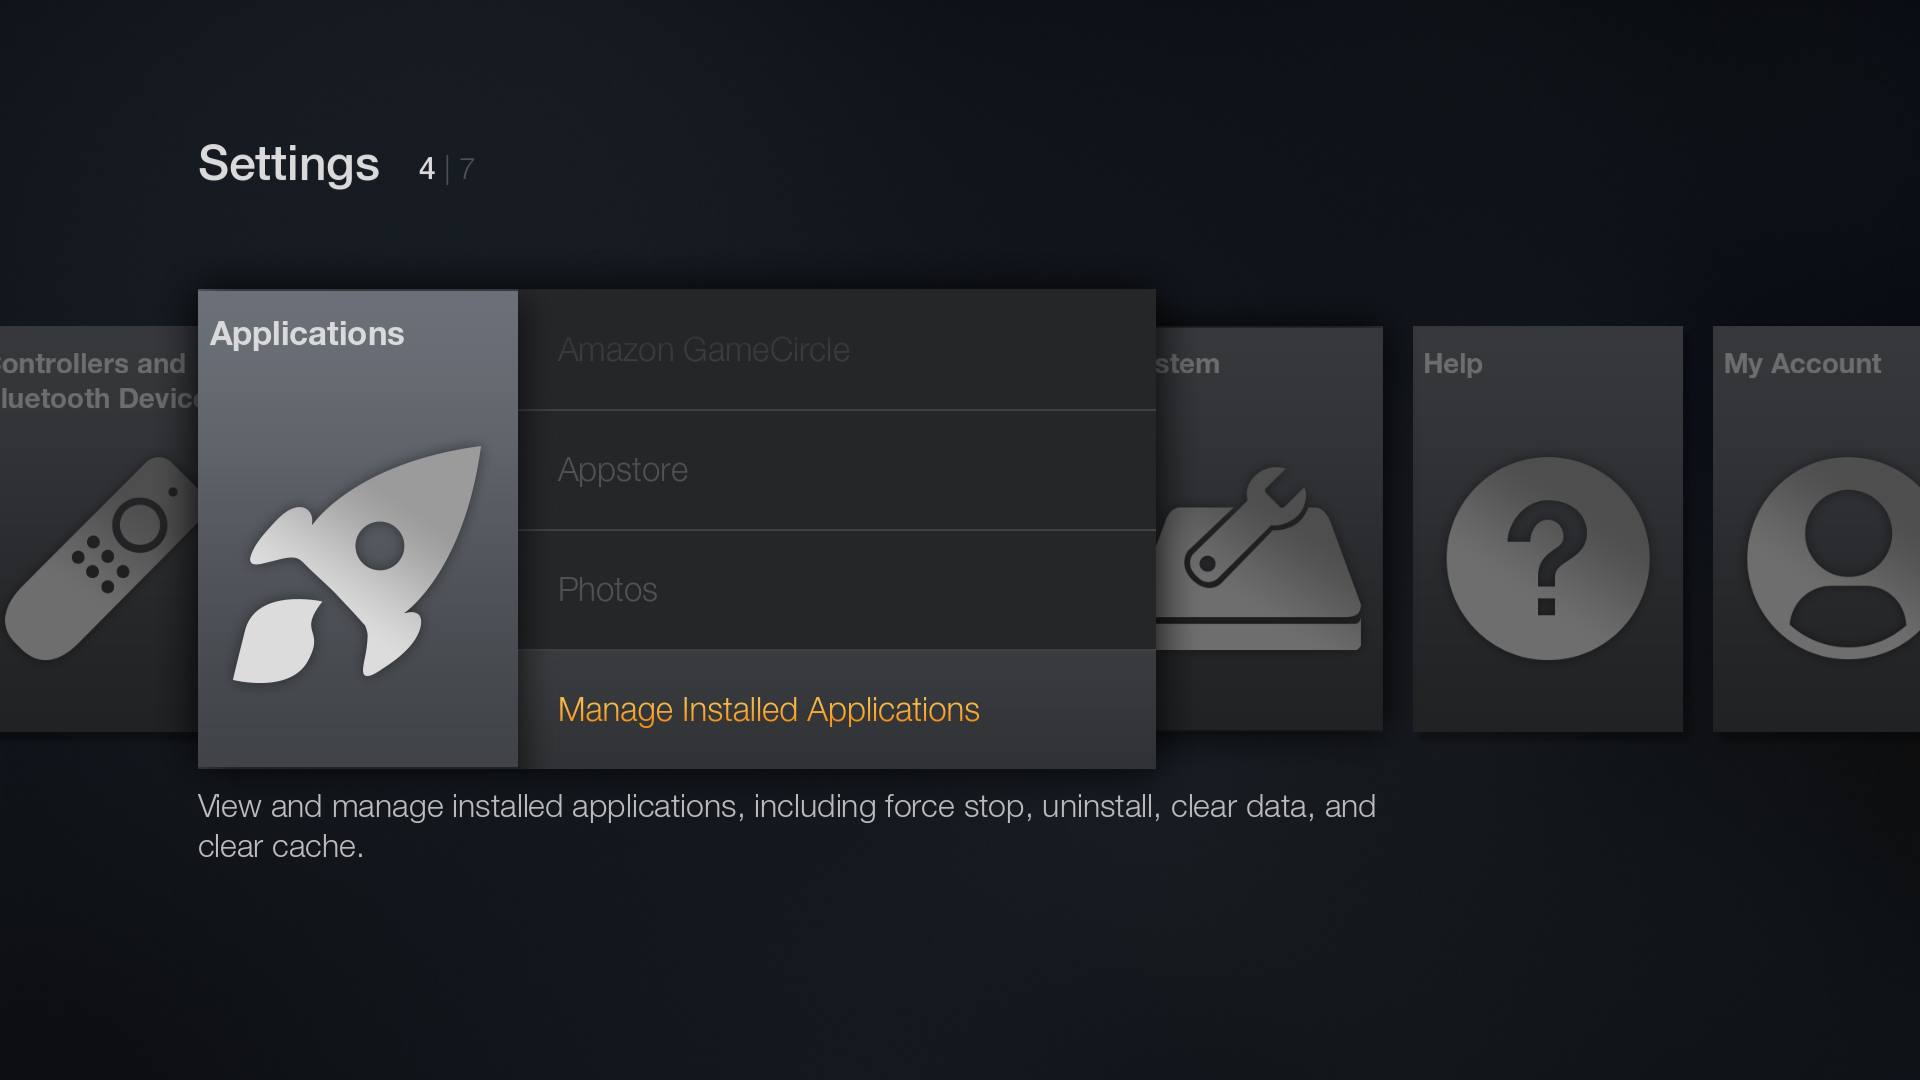 Settings 4 | 7
ontrollers and
luetooth Devic
Applications
Amazon GameCircle
Appstore
Photos
Manage Installed Applications
stem
Help
My Account
View and manage installed applications, including force stop, uninstall, clear data, and
clear cache.